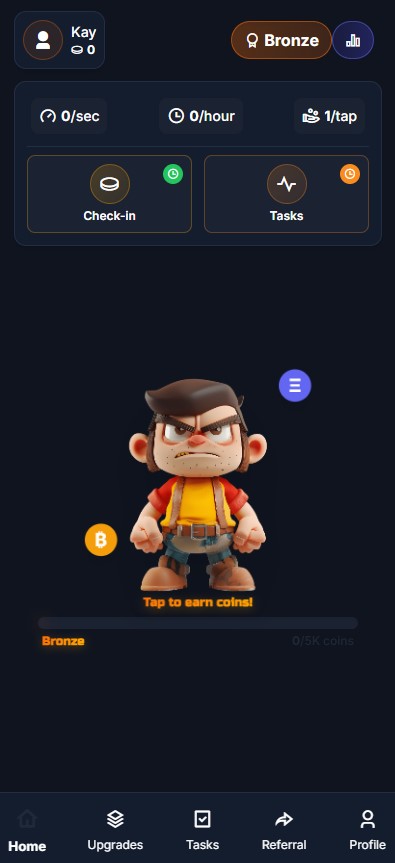 Kay
0
Bronze
0/sec
0/hour
1/tap
Check-in
Tasks
Tap to earn coins!
Bronze
0/5K coins
Home
Upgrades
Tasks
Referral
Profile